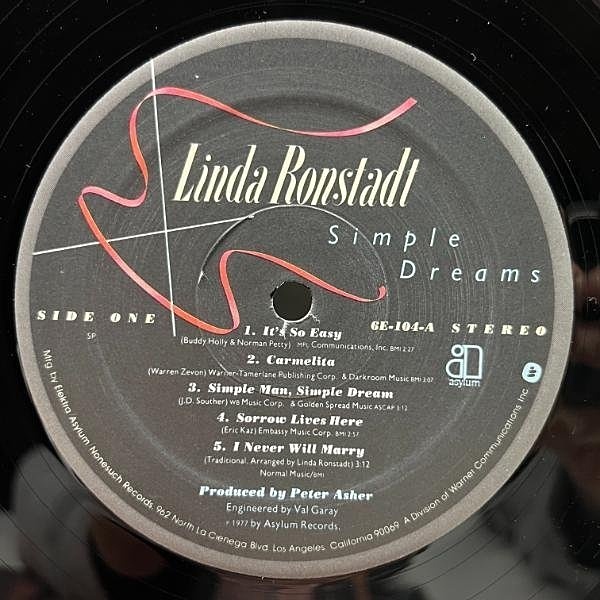 Linda Ronstadt
Simple
Dreams
SIDE ONE
6E-104-A STEREO
SP
1. It's So Easy
(Buddy Holly & Norman Petty) MPL Communications, Inc. BMI 2:27
2. Carmelita
(Warren Zevon) Warner-Tamerlane Publishing Corp. & Darkroom Music BMI 3:07
3. Simple Man, Simple Dream
(J.D. Souther) WB Music Corp. & Golden Spread Music ASCAP 3:12
4. Sorrow Lives Here
(Eric Kaz) Embassy Music Corp. BMI 2:57
5. I Never Will Marry
(Traditional. Arranged by Linda Ronstadt) 3:12
Normal Music/BMI
asylum
Produced by Peter Asher
Engineered by Val Garay
℗ 1977 by Asylum Records.
Mfg. by Elektra Asylum Nonesuch Records, 962 North La Cienega Blvd. Los Angeles, California 90069 A Division of Warner Communications Inc.